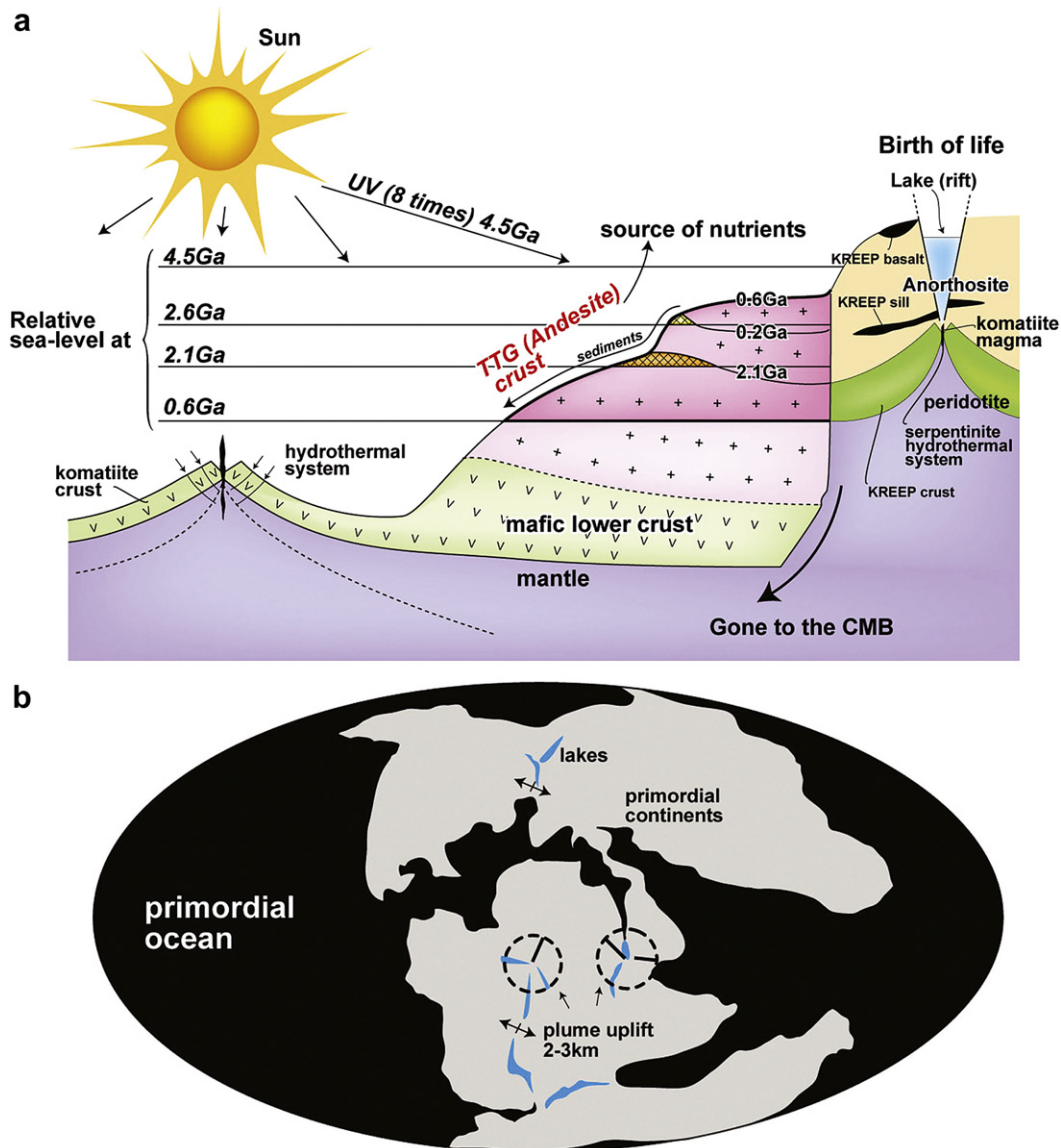 a
Sun
Birth of life
Lake (rift)
UV (8 times) 4.5Ga
source of nutrients
4.5Ga
KREEP basalt
Anorthosite
2.6Ga
0.6Ga
KREEP sill
Relative
sea-level at
TTG (Andesite)
crust
sediments
0.2Ga
komatiite
magma
2.1Ga
2.1Ga
0.6Ga
peridotite
serpentinite
hydrothermal
system
komatiite
crust
hydrothermal
system
KREEP crust
mafic lower crust
mantle
Gone to the CMB
b
lakes
primordial
continents
primordial
ocean
plume uplift
2-3km